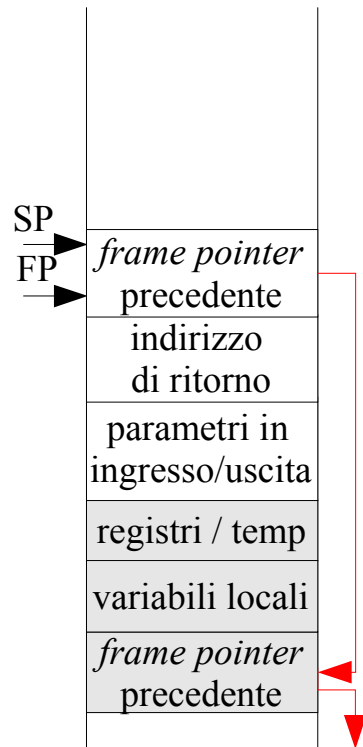 SP
FP
frame pointer
precedente
indirizzo
di ritorno
parametri in
ingresso/uscita
registri / temp
variabili locali
frame pointer
precedente